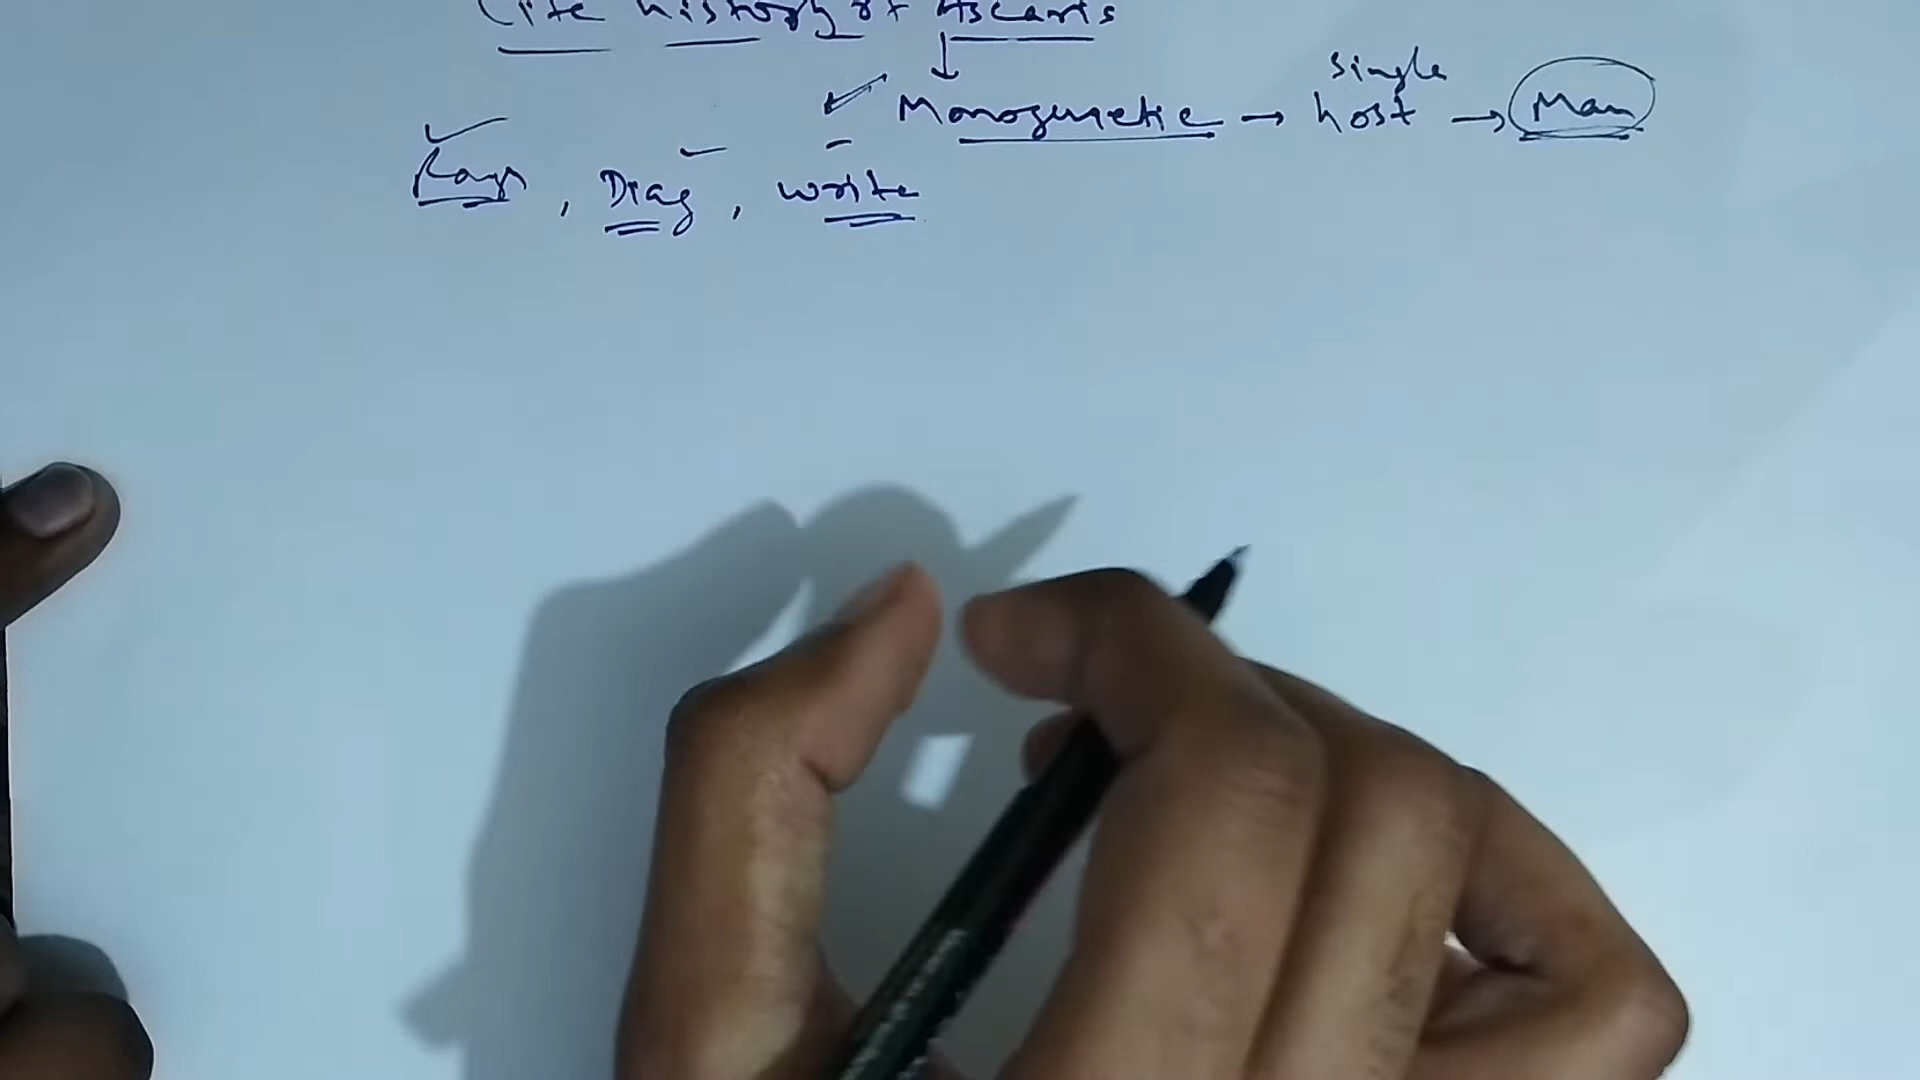 Life history of Ascaris
single
Monogenetic → host → Man
, Diag, write